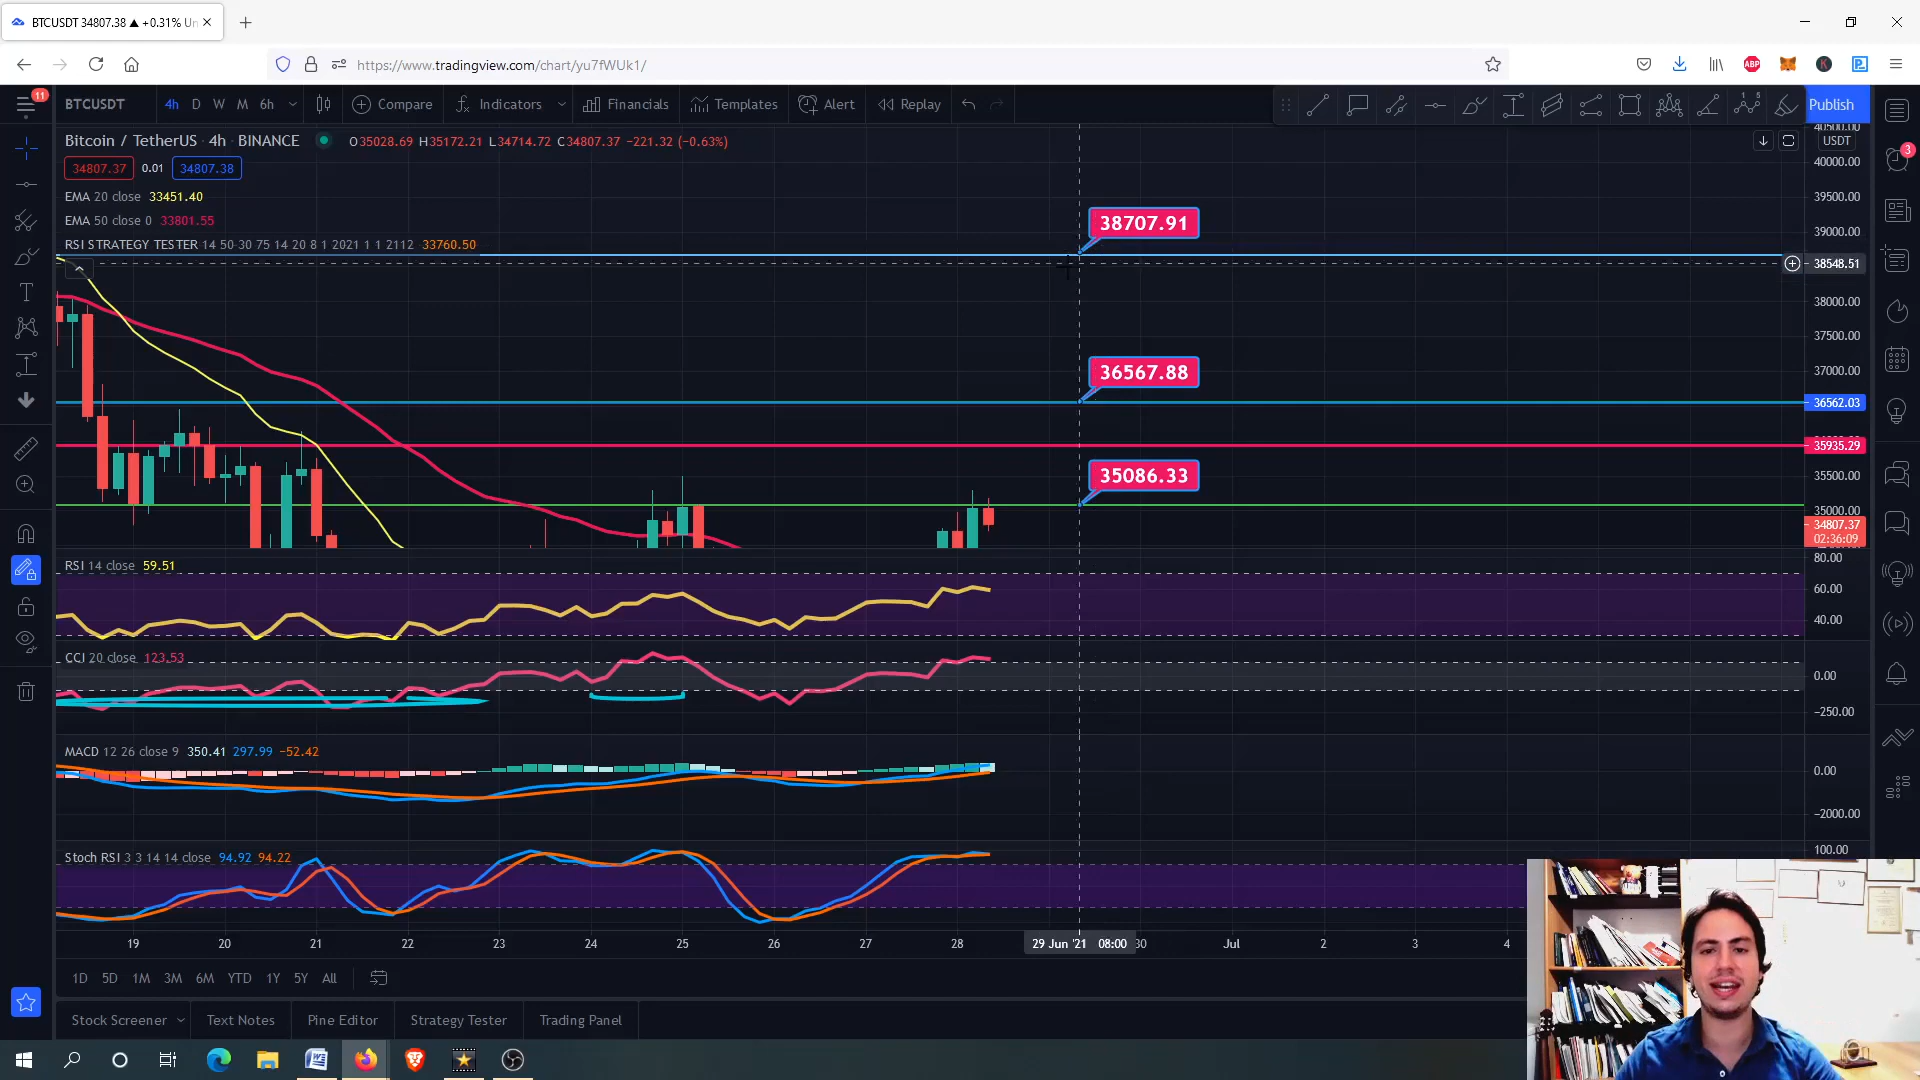 BTCUSDT 34807.38 ▲ +0.31% Un
https://www.tradingview.com/chart/yu7fWUk1/
ABP
K
11
BTCUSDT 4h D W M 6h Compare Indicators Financials Templates Alert Replay Publish
Bitcoin / TetherUS · 4h · BINANCE O35028.69 H35172.21 L34714.72 C34807.37 −221.32 (−0.63%)
34807.37 0.01 34807.38
EMA 20 close 33451.40
EMA 50 close 0 33801.55
RSI STRATEGY TESTER 14 50 30 75 14 20 8 1 2021 1 1 2112 33760.50
38707.91
36567.88
35086.33
40500.00
USDT
40000.00
39500.00
39000.00
38548.51
38000.00
37500.00
37000.00
36562.03
35935.29
35500.00
35000.00
34807.37
02:36:09
3
RSI 14 close 59.51
80.00
60.00
40.00
CCI 20 close 123.53
0.00
−250.00
MACD 12 26 close 9 350.41 297.99 −52.42
0.00
−2000.00
Stoch RSI 3 3 14 14 close 94.92 94.22
100.00
19 20 21 22 23 24 25 26 27 28 29 Jun '21 08:00 30 Jul 2 3 4
1D 5D 1M 3M 6M YTD 1Y 5Y All
Stock Screener Text Notes Pine Editor Strategy Tester Trading Panel